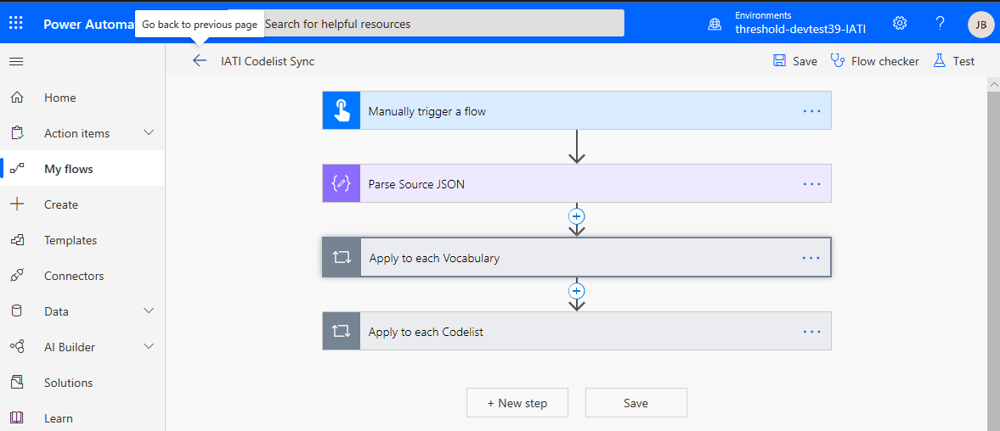 Power Automa
Go back to previous page
Search for helpful resources
Environments
threshold-devtest39-IATI
?
JB
IATI Codelist Sync
Save
Flow checker
Test
Home
Action items
My flows
Create
Templates
Connectors
Data
AI Builder
Solutions
Learn
Manually trigger a flow
Parse Source JSON
Apply to each Vocabulary
Apply to each Codelist
+ New step
Save